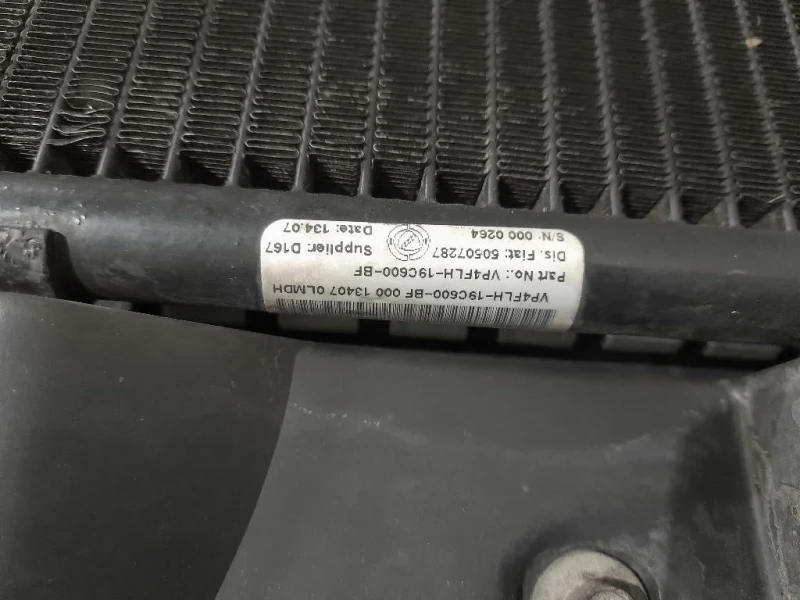 VP4FLH-19C600-BF 000 13407 0LMDH
Part No.: VP4FLH-19C600-BF
Dis. Fiat: 50507287 Supplier: D167
S/N: 000 0264 Date: 134.07